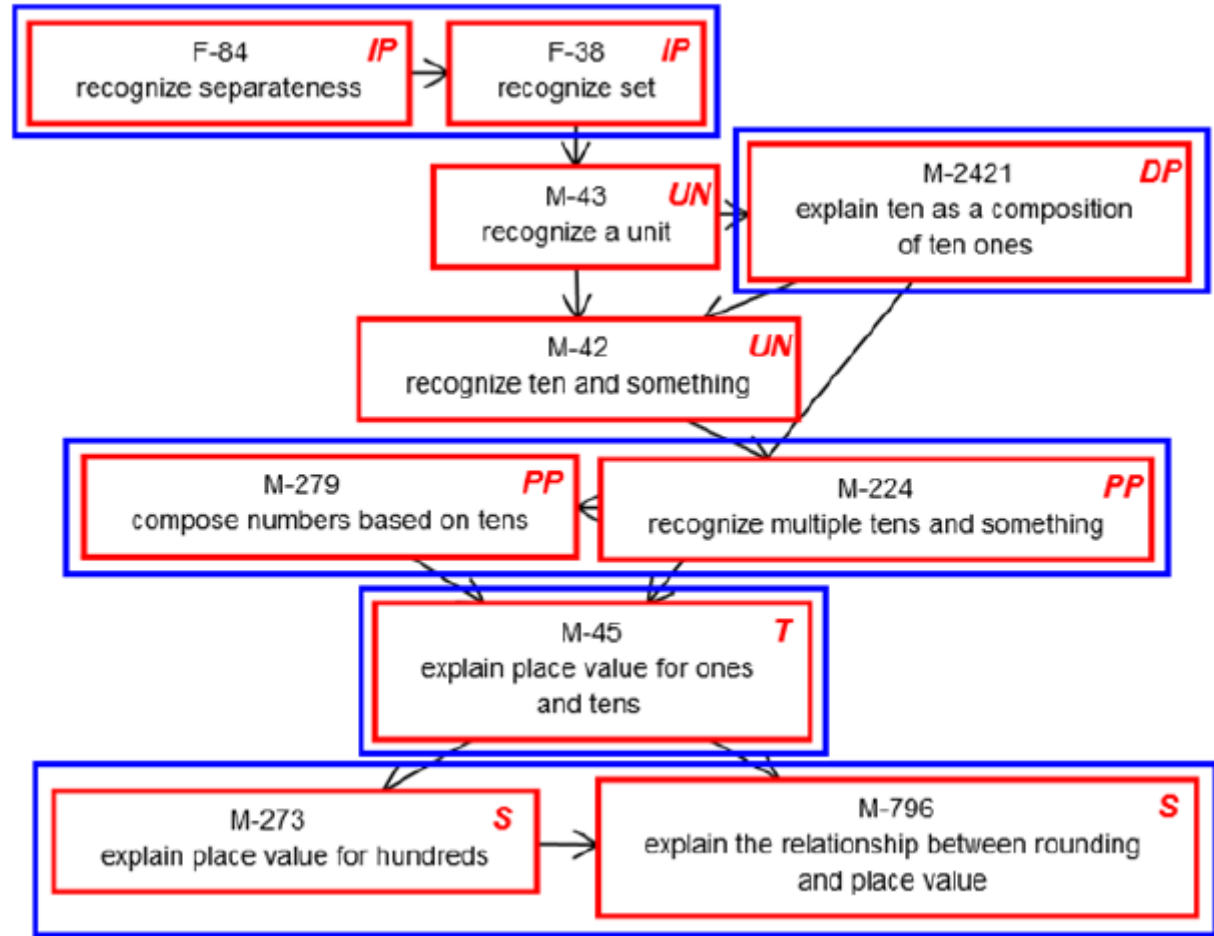 F-84
IP
recognize separateness
F-38
IP
recognize set
M-43
UN
recognize a unit
M-2421
DP
explain ten as a composition
of ten ones
M-42
UN
recognize ten and something
M-279
PP
compose numbers based on tens
M-224
PP
recognize multiple tens and something
M-45
T
explain place value for ones
and tens
M-273
S
explain place value for hundreds
M-796
S
explain the relationship between rounding
and place value